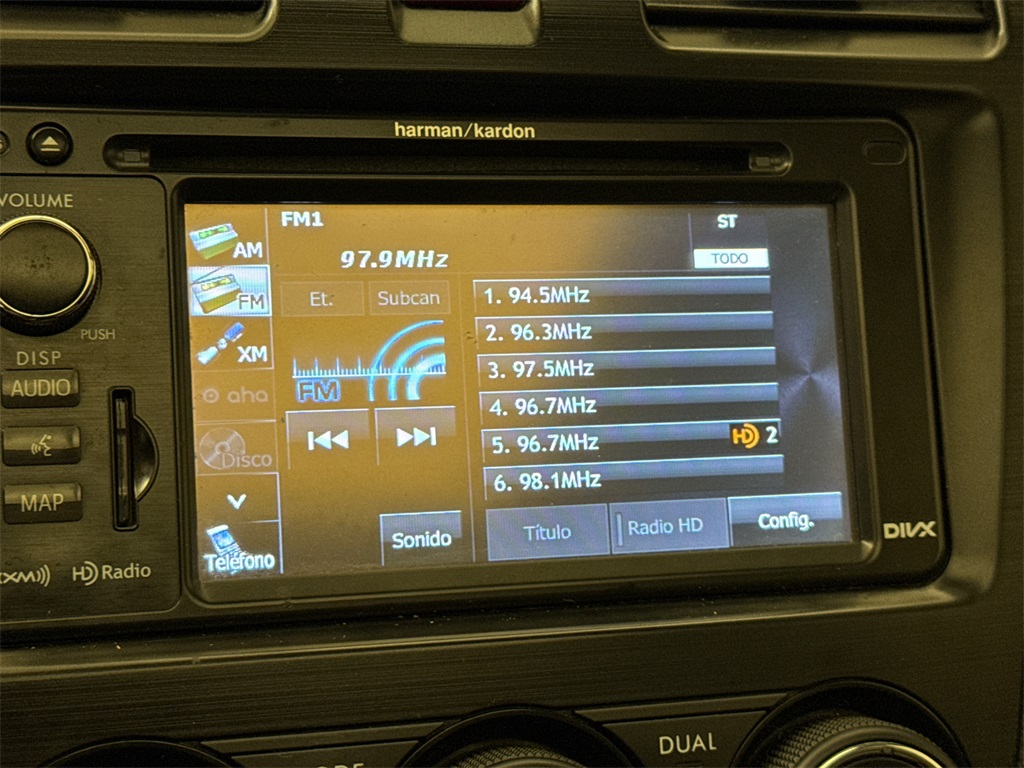 harman/kardon
VOLUME
PUSH
DISP
AUDIO
MAP
HD Radio
DIVX
FM1
ST
97.9MHz
TODO
AM
FM
XM
aha
Disco
Teléfono
Et.
Subcan
FM
Sonido
1. 94.5MHz
2. 96.3MHz
3. 97.5MHz
4. 96.7MHz
5. 96.7MHz HD 2
6. 98.1MHz
Título
Radio HD
Config.
DUAL